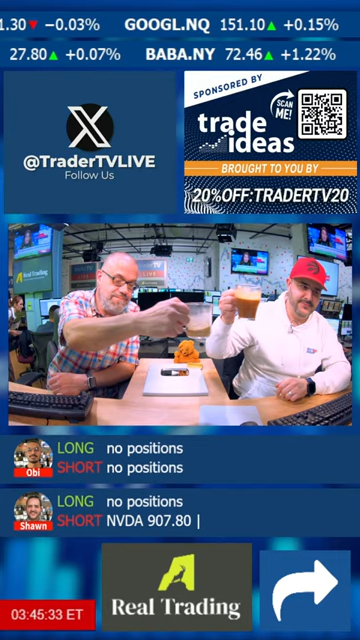 1.30▼ −0.03% GOOGL.NQ 151.10▲ +0.15%
27.80▲ +0.07% BABA.NY 72.46▲ +1.22%
SPONSORED BY
SCAN ME!
trade ideas
BROUGHT TO YOU BY
20%OFF:TRADERTV20
@TraderTVLIVE
Follow Us
Real Trading
LONG no positions
SHORT no positions
Obi
LONG no positions
SHORT NVDA 907.80 |
Shawn
03:45:33 ET
Real Trading